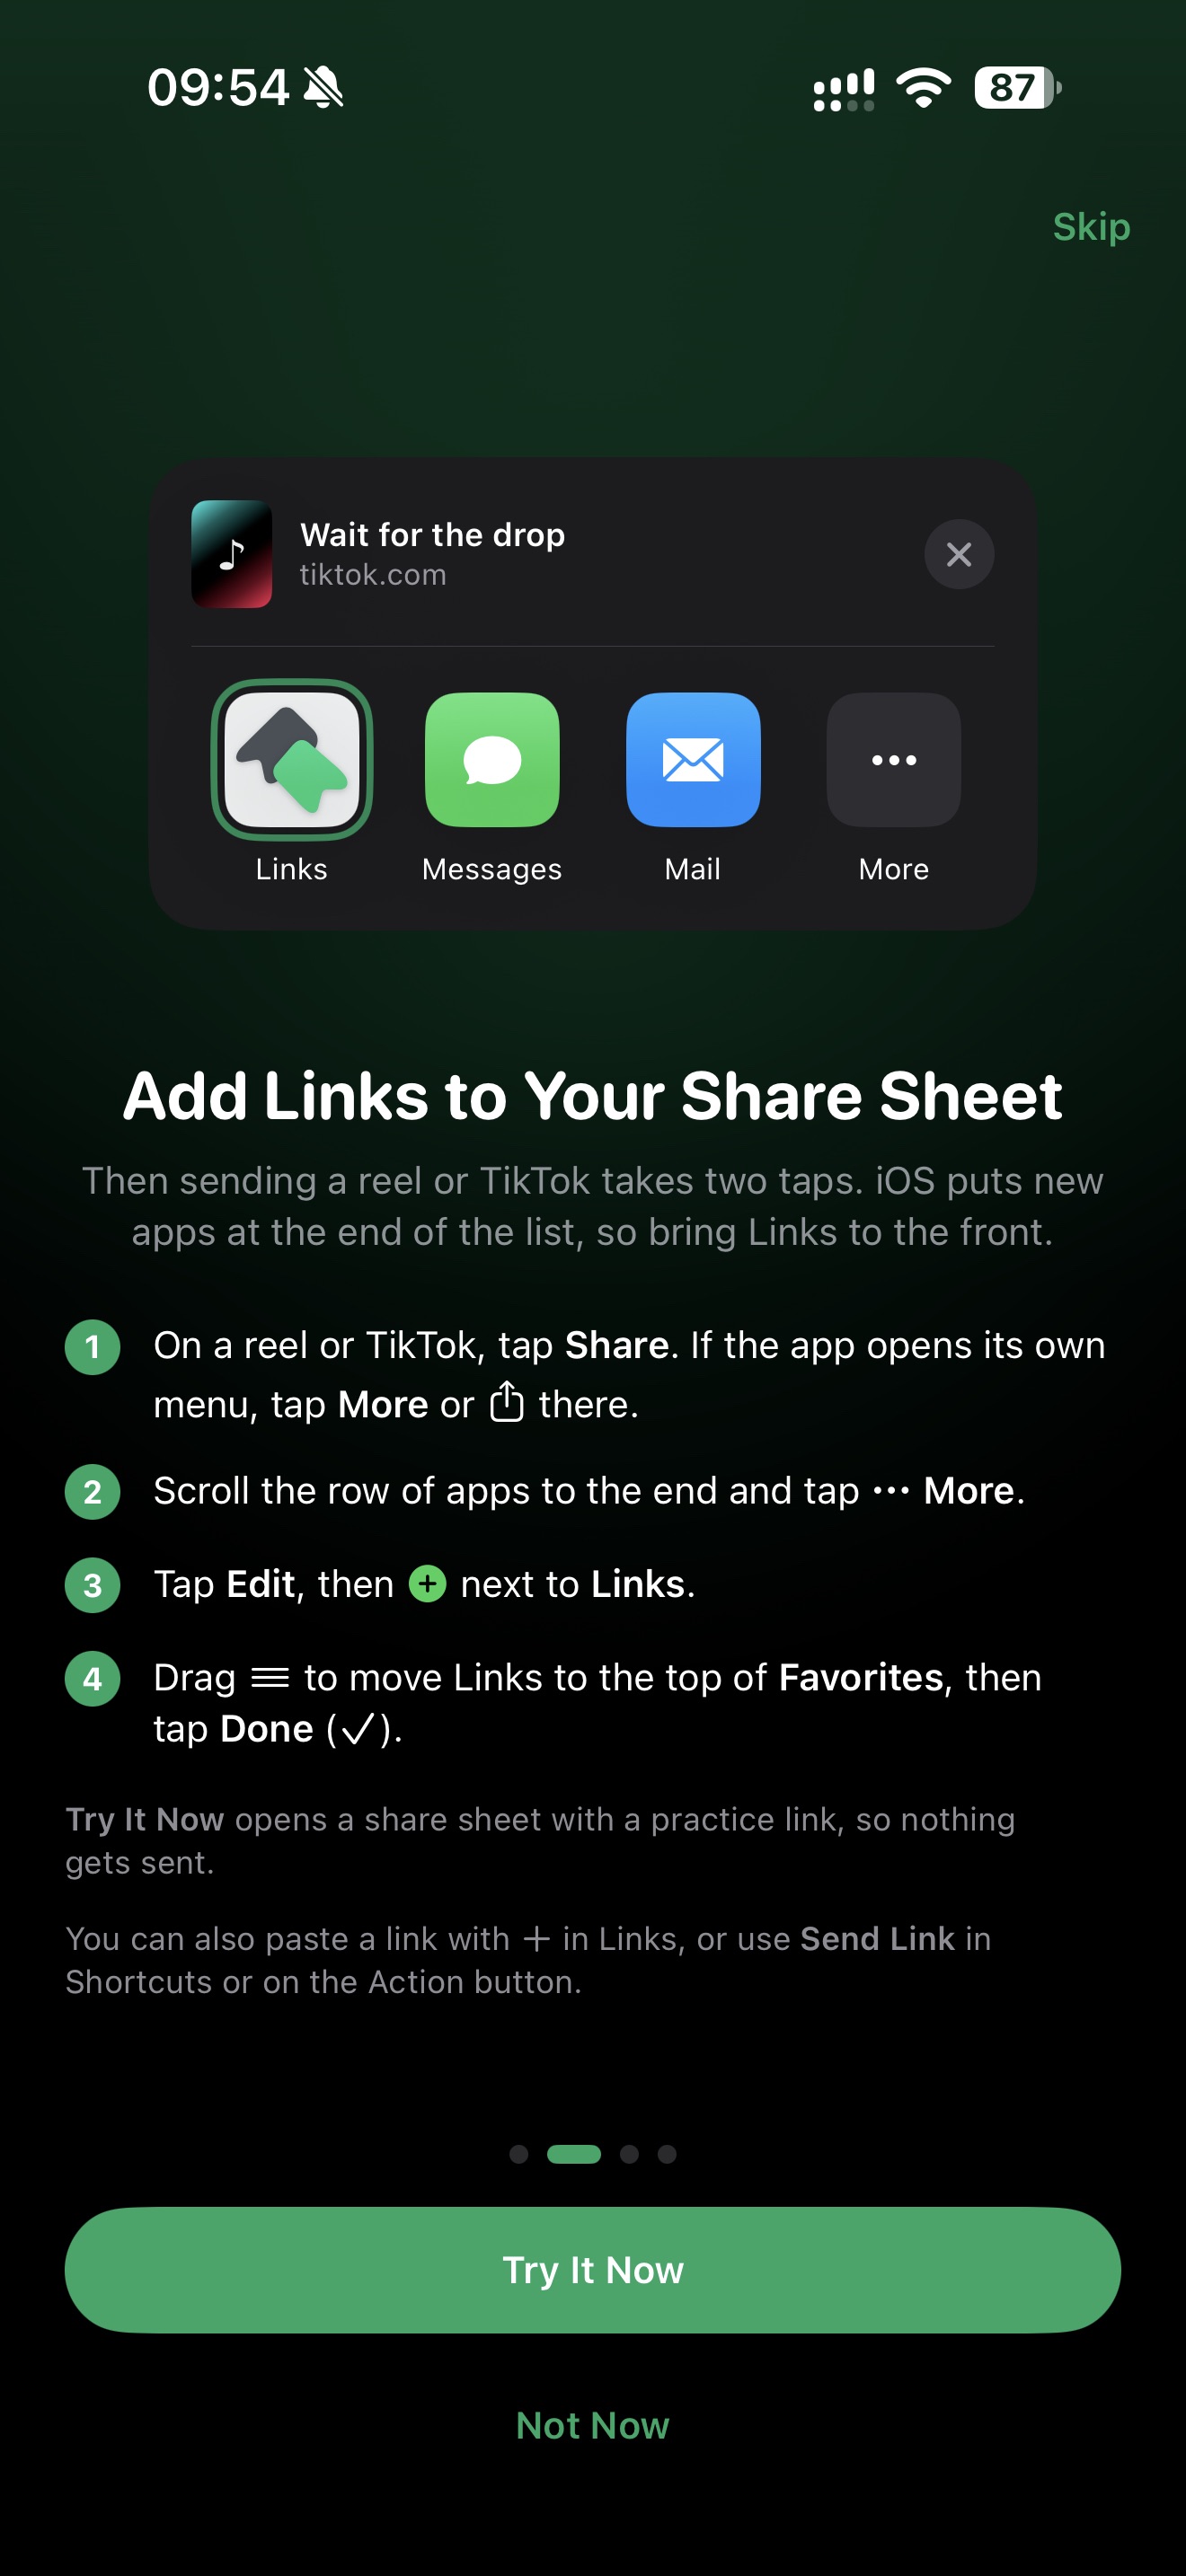 09:54
87
Skip
Wait for the drop
tiktok.com
Links
Messages
Mail
More
Add Links to Your Share Sheet
Then sending a reel or TikTok takes two taps. iOS puts new
apps at the end of the list, so bring Links to the front.
1 On a reel or TikTok, tap Share. If the app opens its own
menu, tap More or there.
2 Scroll the row of apps to the end and tap ··· More.
3 Tap Edit, then + next to Links.
4 Drag ≡ to move Links to the top of Favorites, then
tap Done (✓).
Try It Now opens a share sheet with a practice link, so nothing
gets sent.
You can also paste a link with + in Links, or use Send Link in
Shortcuts or on the Action button.
Try It Now
Not Now